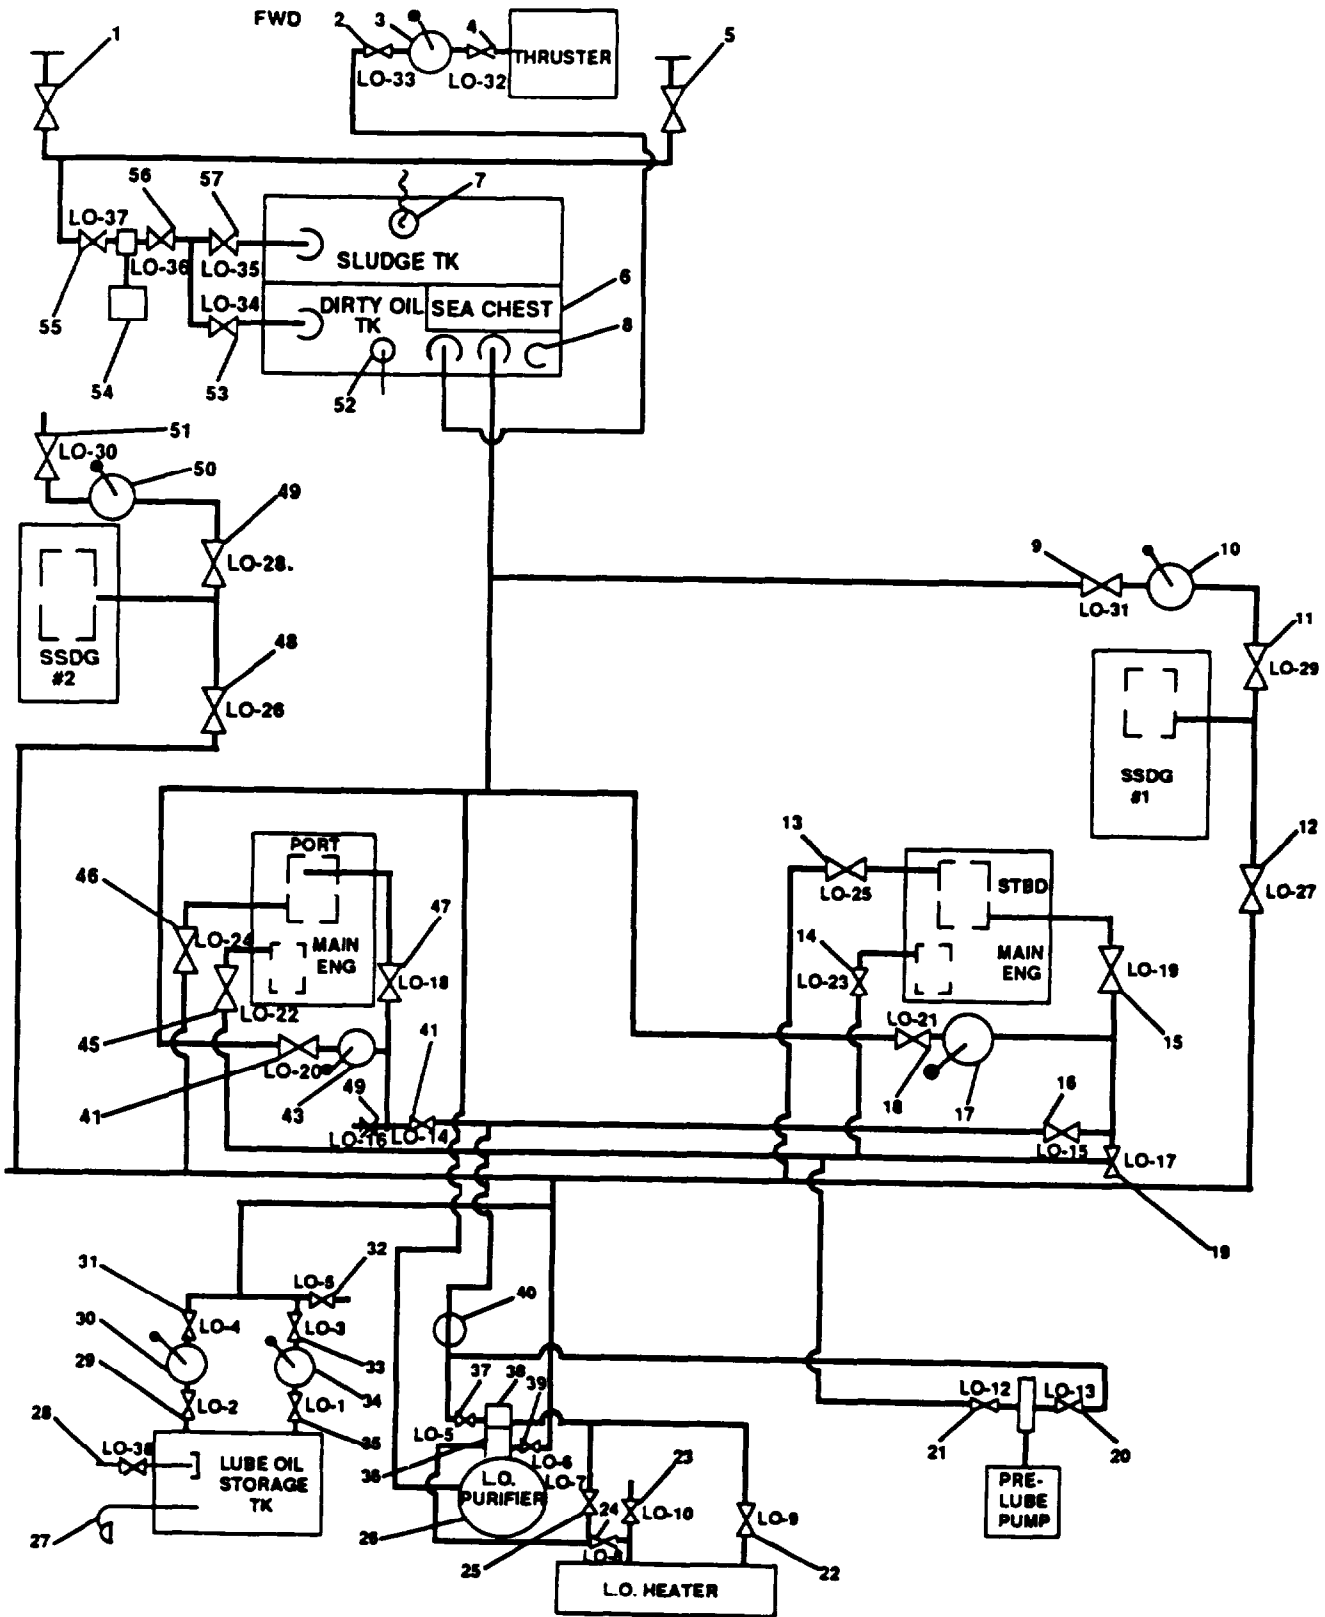 FWD
1
2
3
4
5
THRUSTER
LO-33
LO-32
56
57
7
LO-37
LO-36
LO-35
SLUDGE TK
6
LO-34
DIRTY OIL
TK
SEA CHEST
8
55
54
53
52
51
LO-30
50
49
LO-28.
SSDG
#2
48
LO-26
9
10
LO-31
11
LO-29
SSDG
#1
12
LO-27
PORT
46
47
LO-24
MAIN
ENG
LO-18
LO-22
45
41
LO-20
43
49
41
LO-16
LO-14
13
LO-25
STBD
14
LO-23
MAIN
ENG
LO-19
LO-21
15
18
17
16
LO-15
LO-17
19
31
32
LO-5
30
LO-4
LO-3
33
29
34
LO-2
LO-1
28
LO-38
35
LUBE OIL
STORAGE
TK
27
40
37
38
39
LO-5
LO-6
36
L.O.
PURIFIER
26
LO-7
23
24
LO-10
LO-8
25
LO-9
22
L.O. HEATER
LO-12
LO-13
21
20
PRE-
LUBE
PUMP